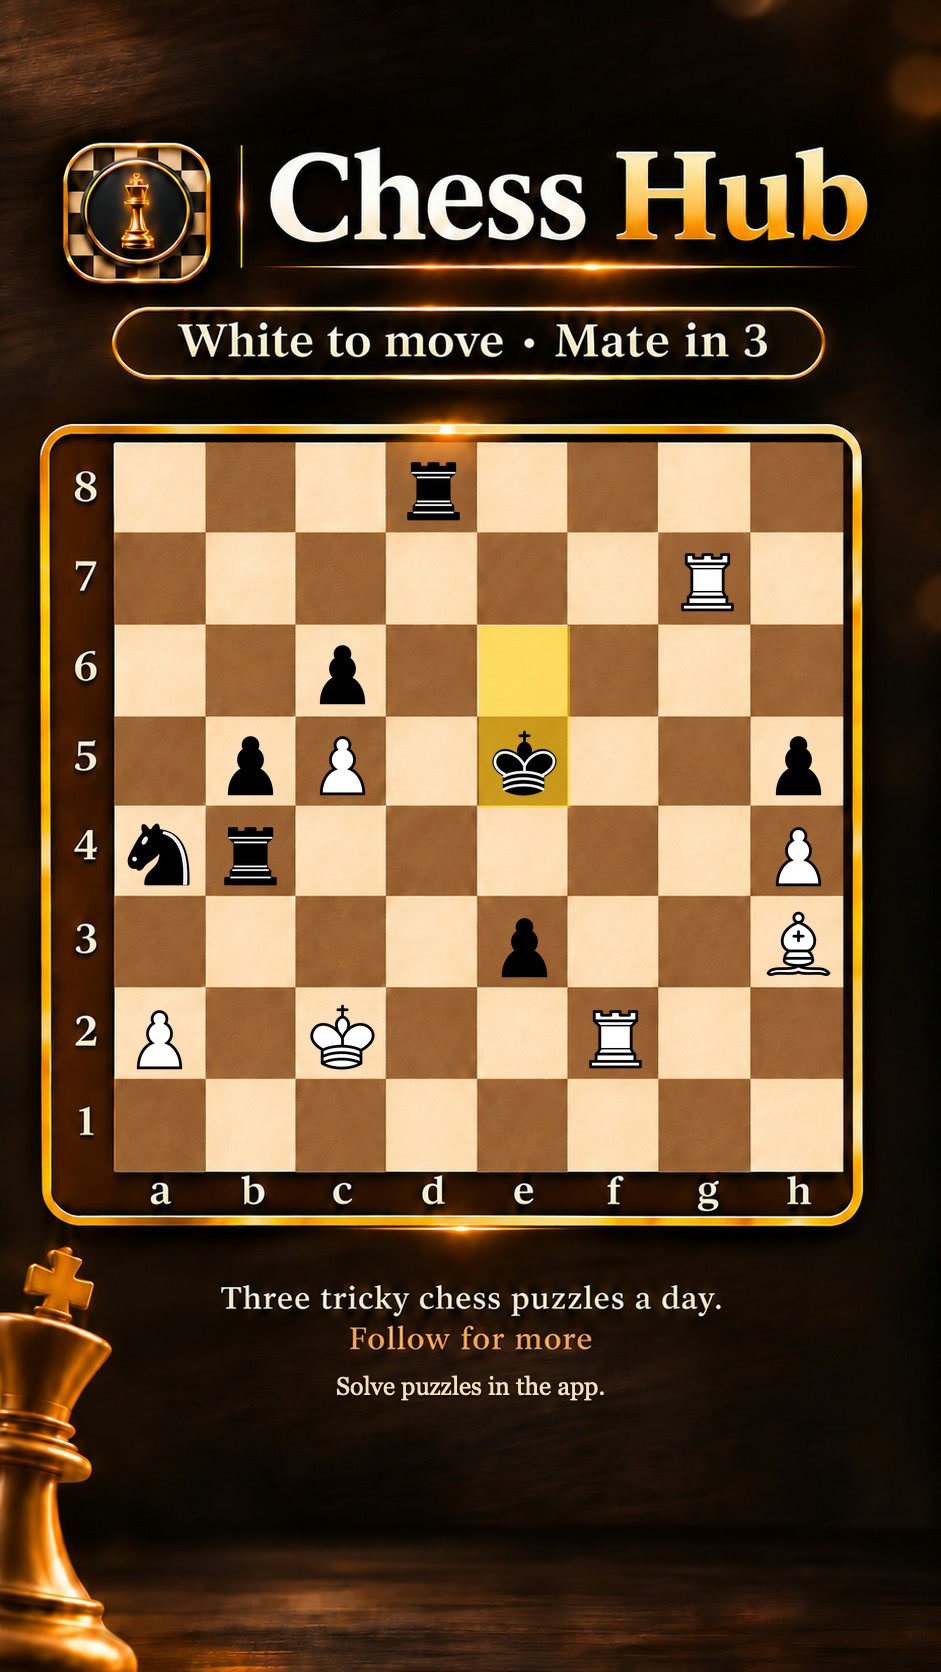 Chess Hub
White to move • Mate in 3
8
7
6
5
4
3
2
1
a b c d e f g h
Three tricky chess puzzles a day.
Follow for more
Solve puzzles in the app.